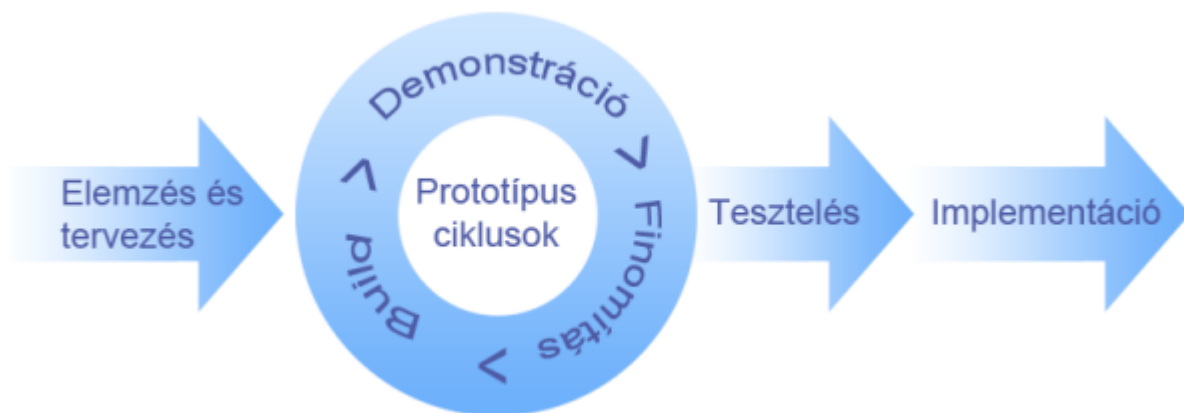 Elemzés és
tervezés
Demonstráció > Finomítás > Build >
Prototípus
ciklusok
Tesztelés
Implementáció